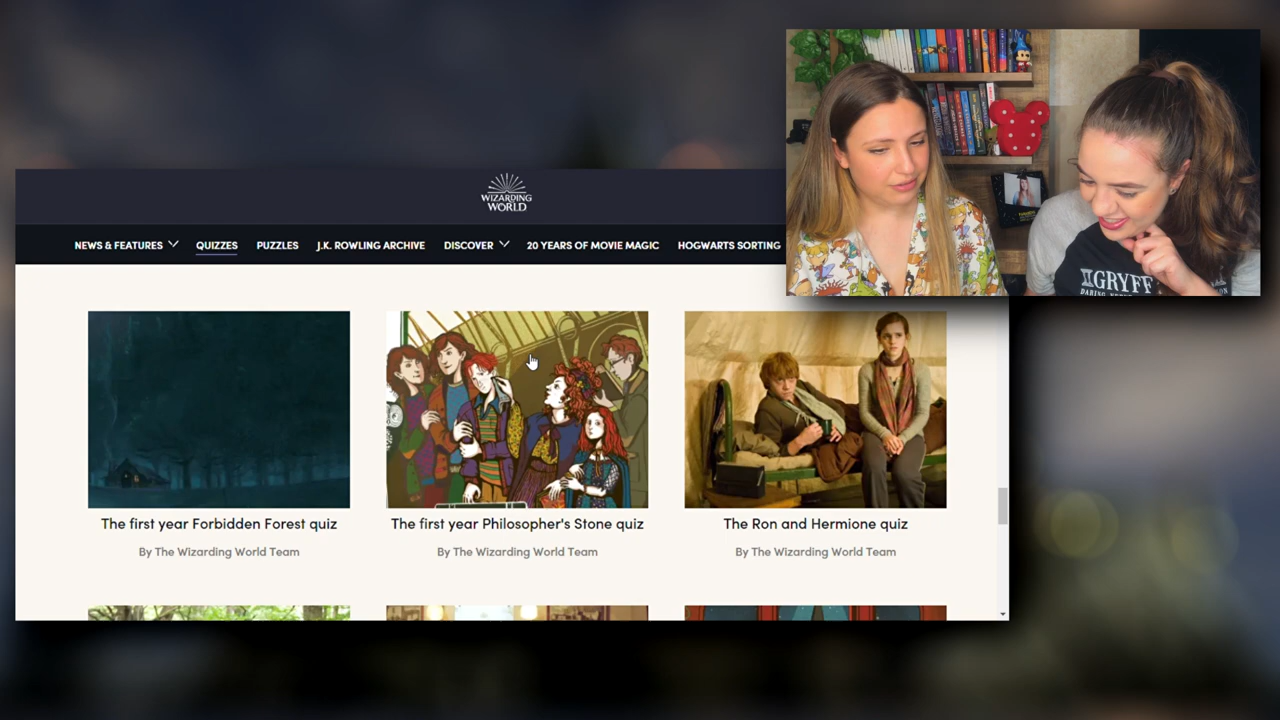 WIZARDING
WORLD
NEWS & FEATURES
QUIZZES
PUZZLES
J.K. ROWLING ARCHIVE
DISCOVER
20 YEARS OF MOVIE MAGIC
HOGWARTS SORTING
GRYFF
The first year Forbidden Forest quiz
By The Wizarding World Team
The first year Philosopher's Stone quiz
By The Wizarding World Team
The Ron and Hermione quiz
By The Wizarding World Team